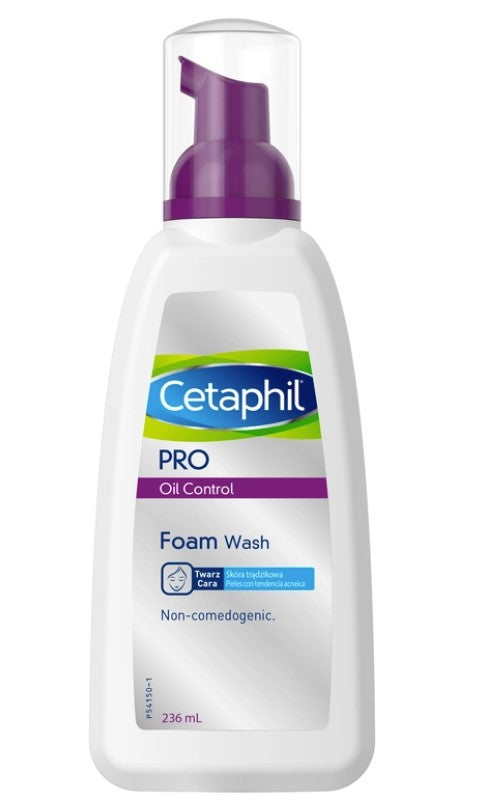 Cetaphil®
PRO
Oil Control
Foam Wash
Twarz
Cara
Skóra trądzikowa
Pieles con tendencia acneica
Non-comedogenic.
P54150-1
236 mL